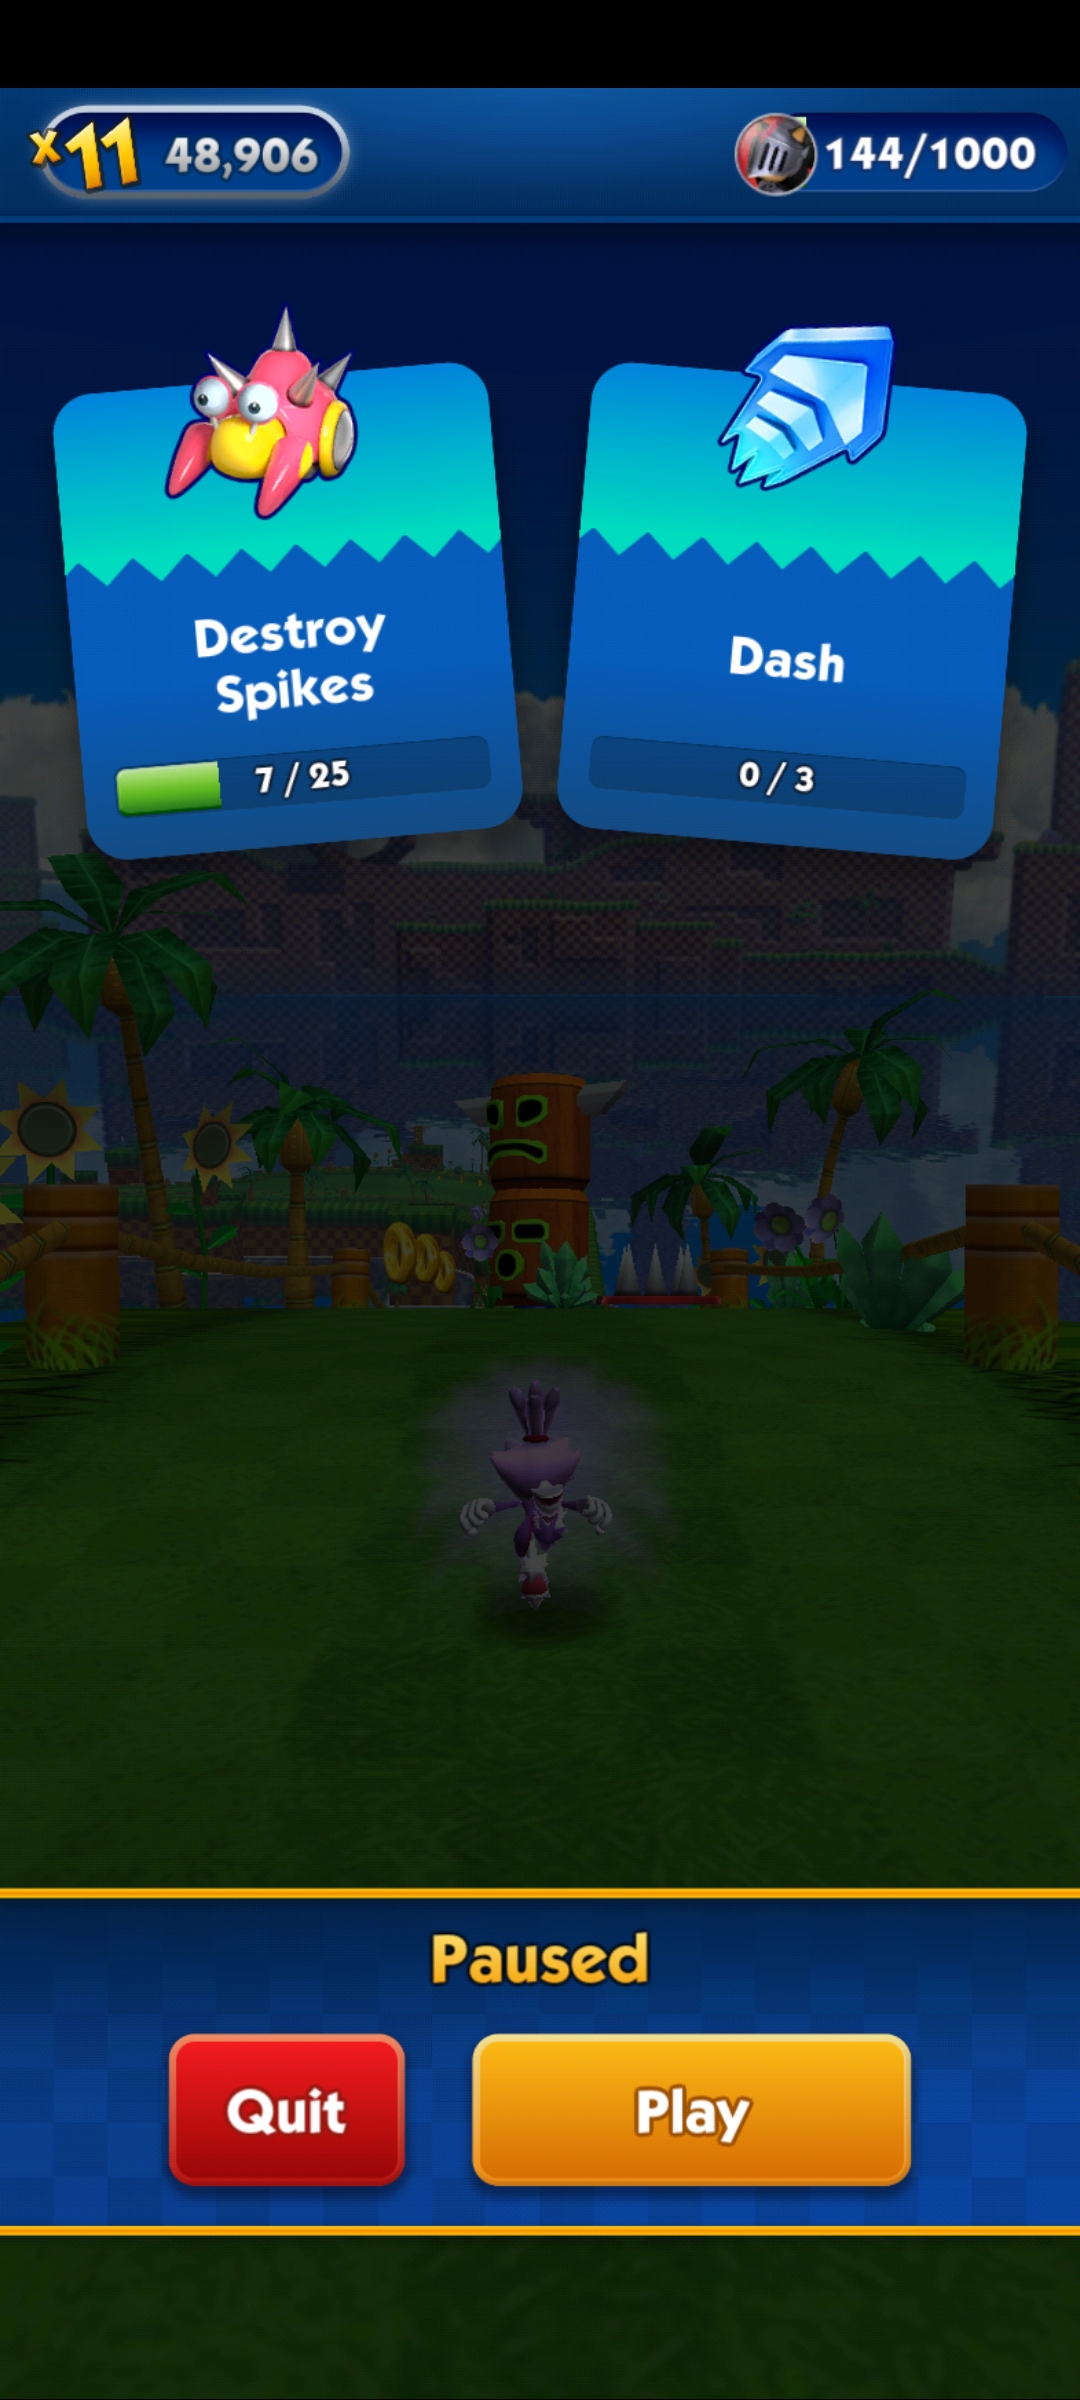 x11 48,906
144/1000
Destroy
Spikes
7 / 25
Dash
0 / 3
Paused
Quit
Play